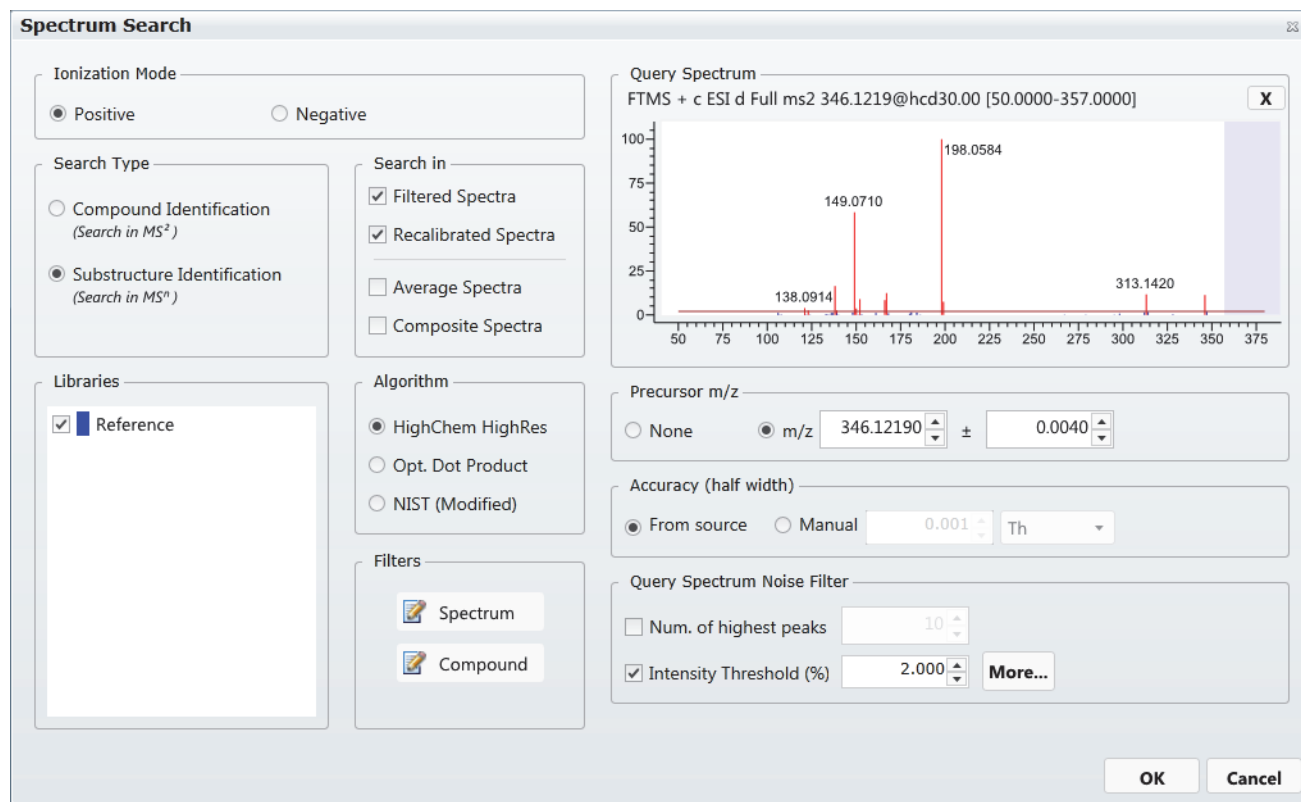 Spectrum Search
Ionization Mode
Positive
Negative
Search Type
Compound Identification
(Search in MS²)
Substructure Identification
(Search in MSⁿ)
Search in
Filtered Spectra
Recalibrated Spectra
Average Spectra
Composite Spectra
Libraries
Reference
Algorithm
HighChem HighRes
Opt. Dot Product
NIST (Modified)
Filters
Spectrum
Compound
Query Spectrum
FTMS + c ESI d Full ms2 346.1219@hcd30.00 [50.0000-357.0000]
X
100
75
50
25
0
198.0584
149.0710
138.0914
313.1420
50 75 100 125 150 175 200 225 250 275 300 325 350 375
Precursor m/z
None
m/z 346.12190 ± 0.0040
Accuracy (half width)
From source
Manual 0.001 Th
Query Spectrum Noise Filter
Num. of highest peaks 10
Intensity Threshold (%) 2.000 More...
OK
Cancel